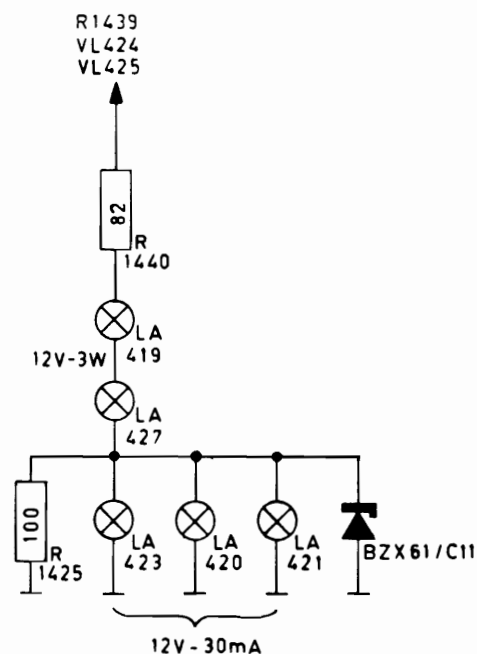 R1439
VL424
VL425
82
R
1440
LA
419
12V-3W
LA
427
100
R
1425
LA
423
LA
420
LA
421
BZX61/C11
12V-30mA